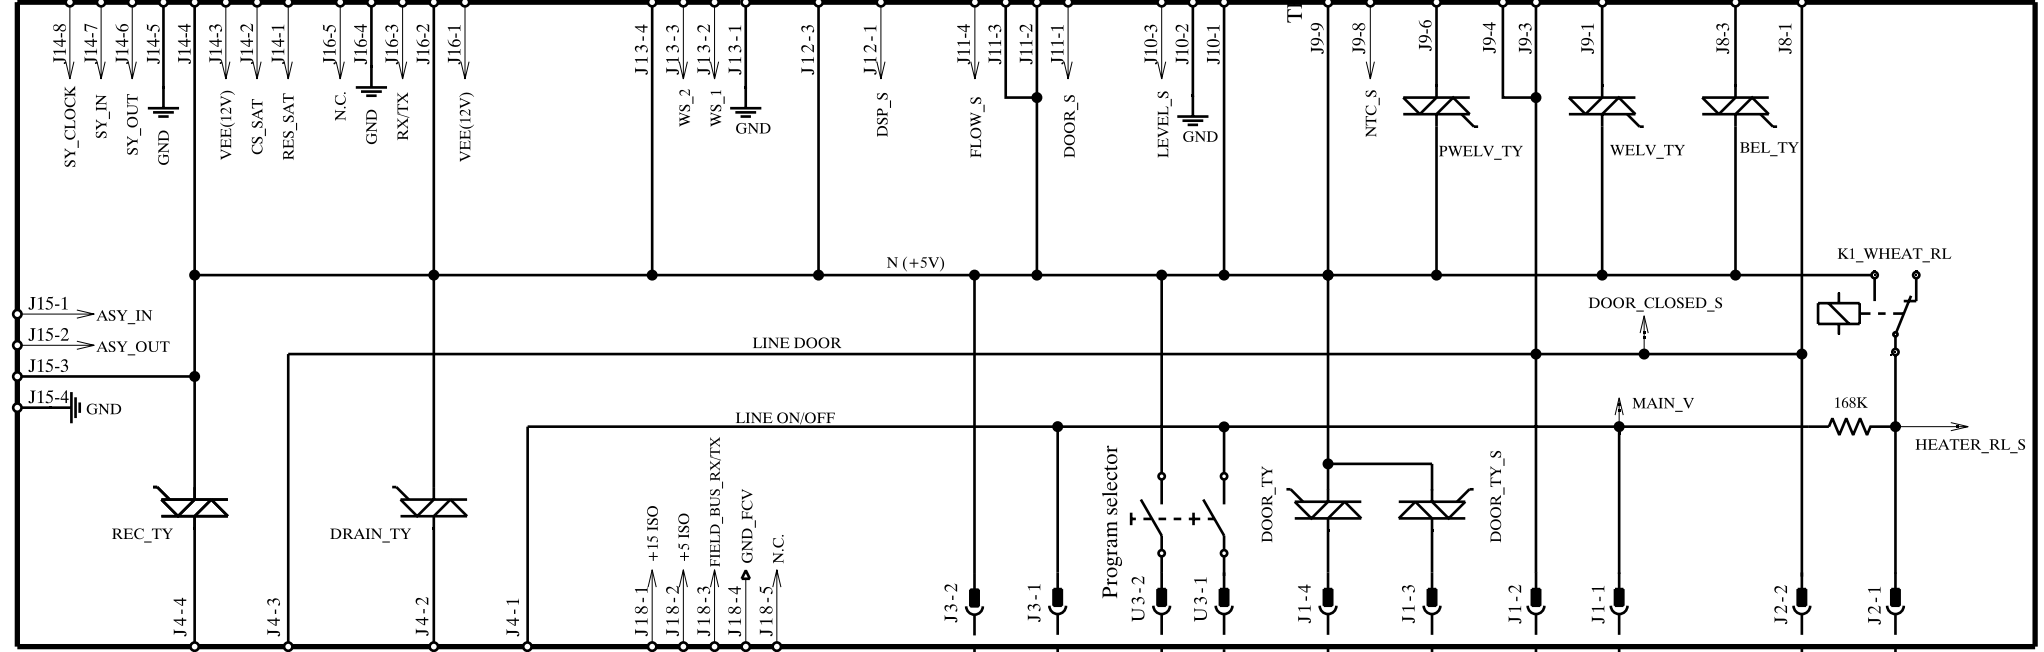 J14-8
J14-7
J14-6
J14-5
J14-4
J14-3
J14-2
J14-1
J16-5
J16-4
J16-3
J16-2
J16-1
J13-4
J13-3
J13-2
J13-1
J12-3
J12-1
J11-4
J11-3
J11-2
J11-1
J10-3
J10-2
J10-1
J9-9
J9-8
J9-6
J9-4
J9-3
J9-1
J8-3
J8-1
SY_CLOCK
SY_IN
SY_OUT
GND
VEE(12V)
CS_SAT
RES_SAT
N.C.
GND
RX/TX
VEE(12V)
WS_2
WS_1
GND
DSP_S
FLOW_S
DOOR_S
LEVEL_S
GND
NTC_S
PWELV_TY
WELV_TY
BEL_TY
N (+5V)
K1_WHEAT_RL
J15-1
ASY_IN
DOOR_CLOSED_S
J15-2
ASY_OUT
LINE DOOR
J15-3
J15-4
GND
LINE ON/OFF
MAIN_V
168K
HEATER_RL_S
REC_TY
DRAIN_TY
+15 ISO
+5 ISO
FIELD_BUS_RX/TX
GND_FCV
N.C.
Program selector
DOOR_TY
DOOR_TY_S
J4-4
J4-3
J4-2
J4-1
J18-1
J18-2
J18-3
J18-4
J18-5
J3-2
J3-1
U3-2
U3-1
J1-4
J1-3
J1-2
J1-1
J2-2
J2-1